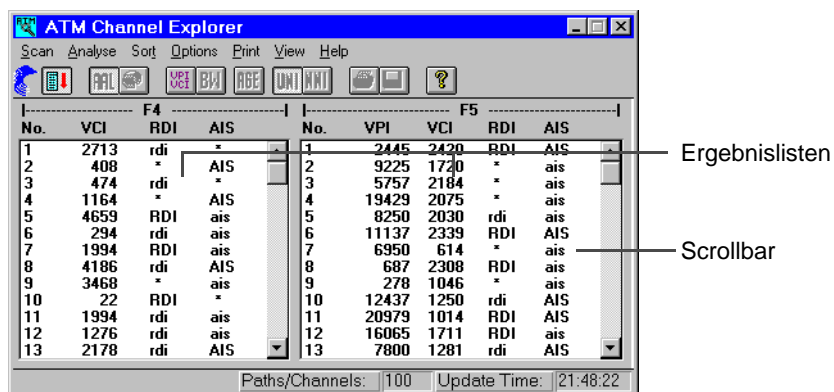 ATM Channel Explorer
Scan Analyse Sort Options Print View Help
AAL VPI VCI BW AGE UNI NNI ?
|--- F4 ---| |--- F5 ---|
No. VCI RDI AIS No. VPI VCI RDI AIS
1 2713 rdi * 1 2445 2420 RDI AIS
2 408 * AIS 2 9225 1720 * ais
3 474 rdi * 3 5757 2184 * ais
4 1164 * AIS 4 19429 2075 * ais
5 4659 RDI ais 5 8250 2030 rdi ais
6 294 rdi ais 6 11137 2339 RDI AIS
7 1994 RDI ais 7 6950 614 * ais
8 4186 rdi AIS 8 687 2308 RDI ais
9 3468 * ais 9 278 1046 * ais
10 22 RDI * 10 12437 1250 rdi AIS
11 1994 rdi ais 11 20979 1014 RDI AIS
12 1276 rdi ais 12 16065 1711 RDI ais
13 2178 rdi AIS 13 7800 1281 rdi AIS
Paths/Channels: 100 Update Time: 21:48:22
Ergebnislisten
Scrollbar